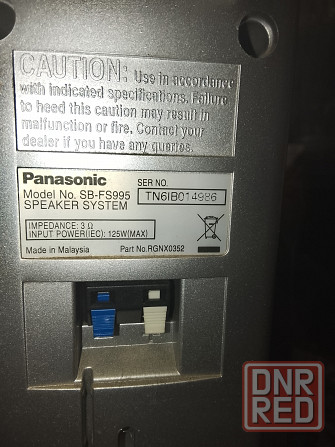 CAUTION: Use in accordance
with indicated specifications. Failure
to heed this caution may result in
malfunction or fire. Contact your
dealer if you have any queries.
Panasonic
SER NO.
Model No. SB-FS995
TN6IB014986
SPEAKER SYSTEM
IMPEDANCE: 3 Ω
INPUT POWER(IEC): 125W(MAX)
Made in Malaysia
Part No.RGNX0352
DNR
RED